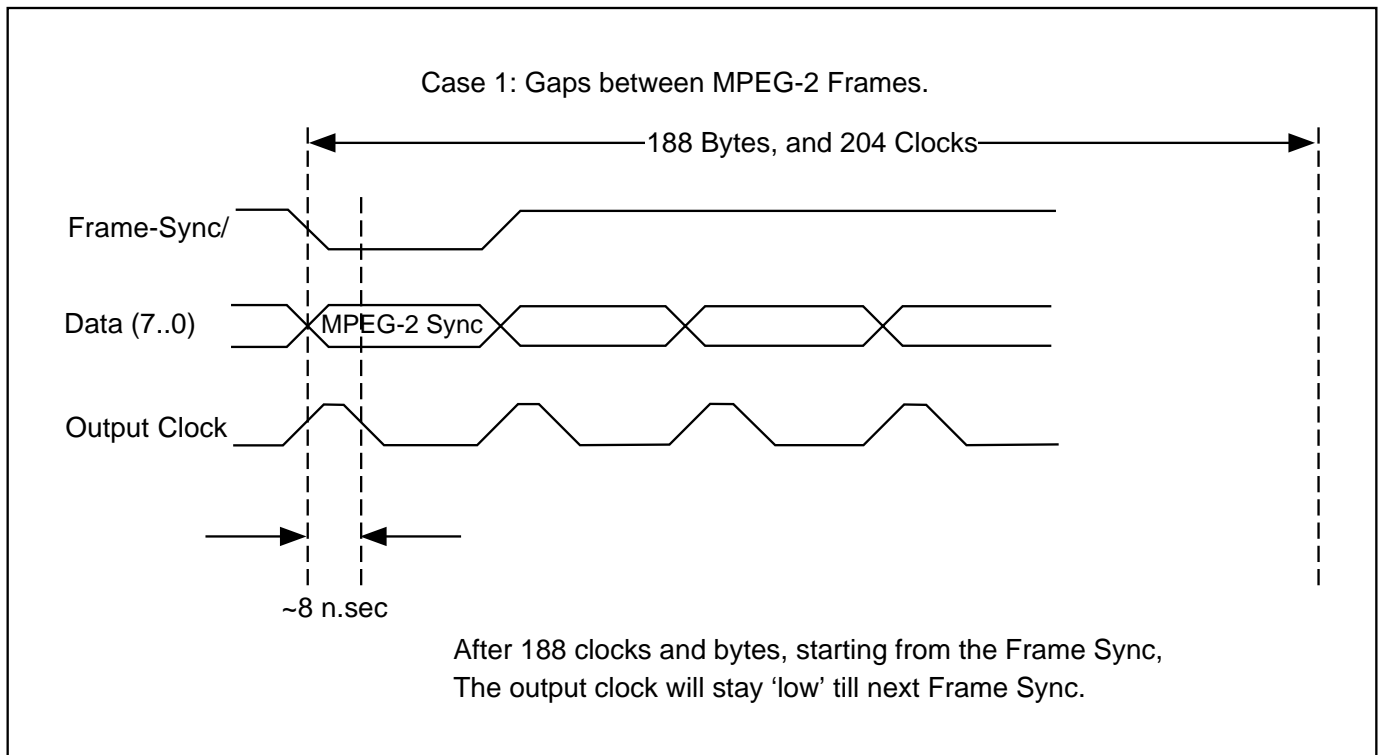 Case 1: Gaps between MPEG-2 Frames.
188 Bytes, and 204 Clocks
Frame-Sync/
Data (7..0)
MPEG-2 Sync
Output Clock
~8 n.sec
After 188 clocks and bytes, starting from the Frame Sync,
The output clock will stay ‘low’ till next Frame Sync.